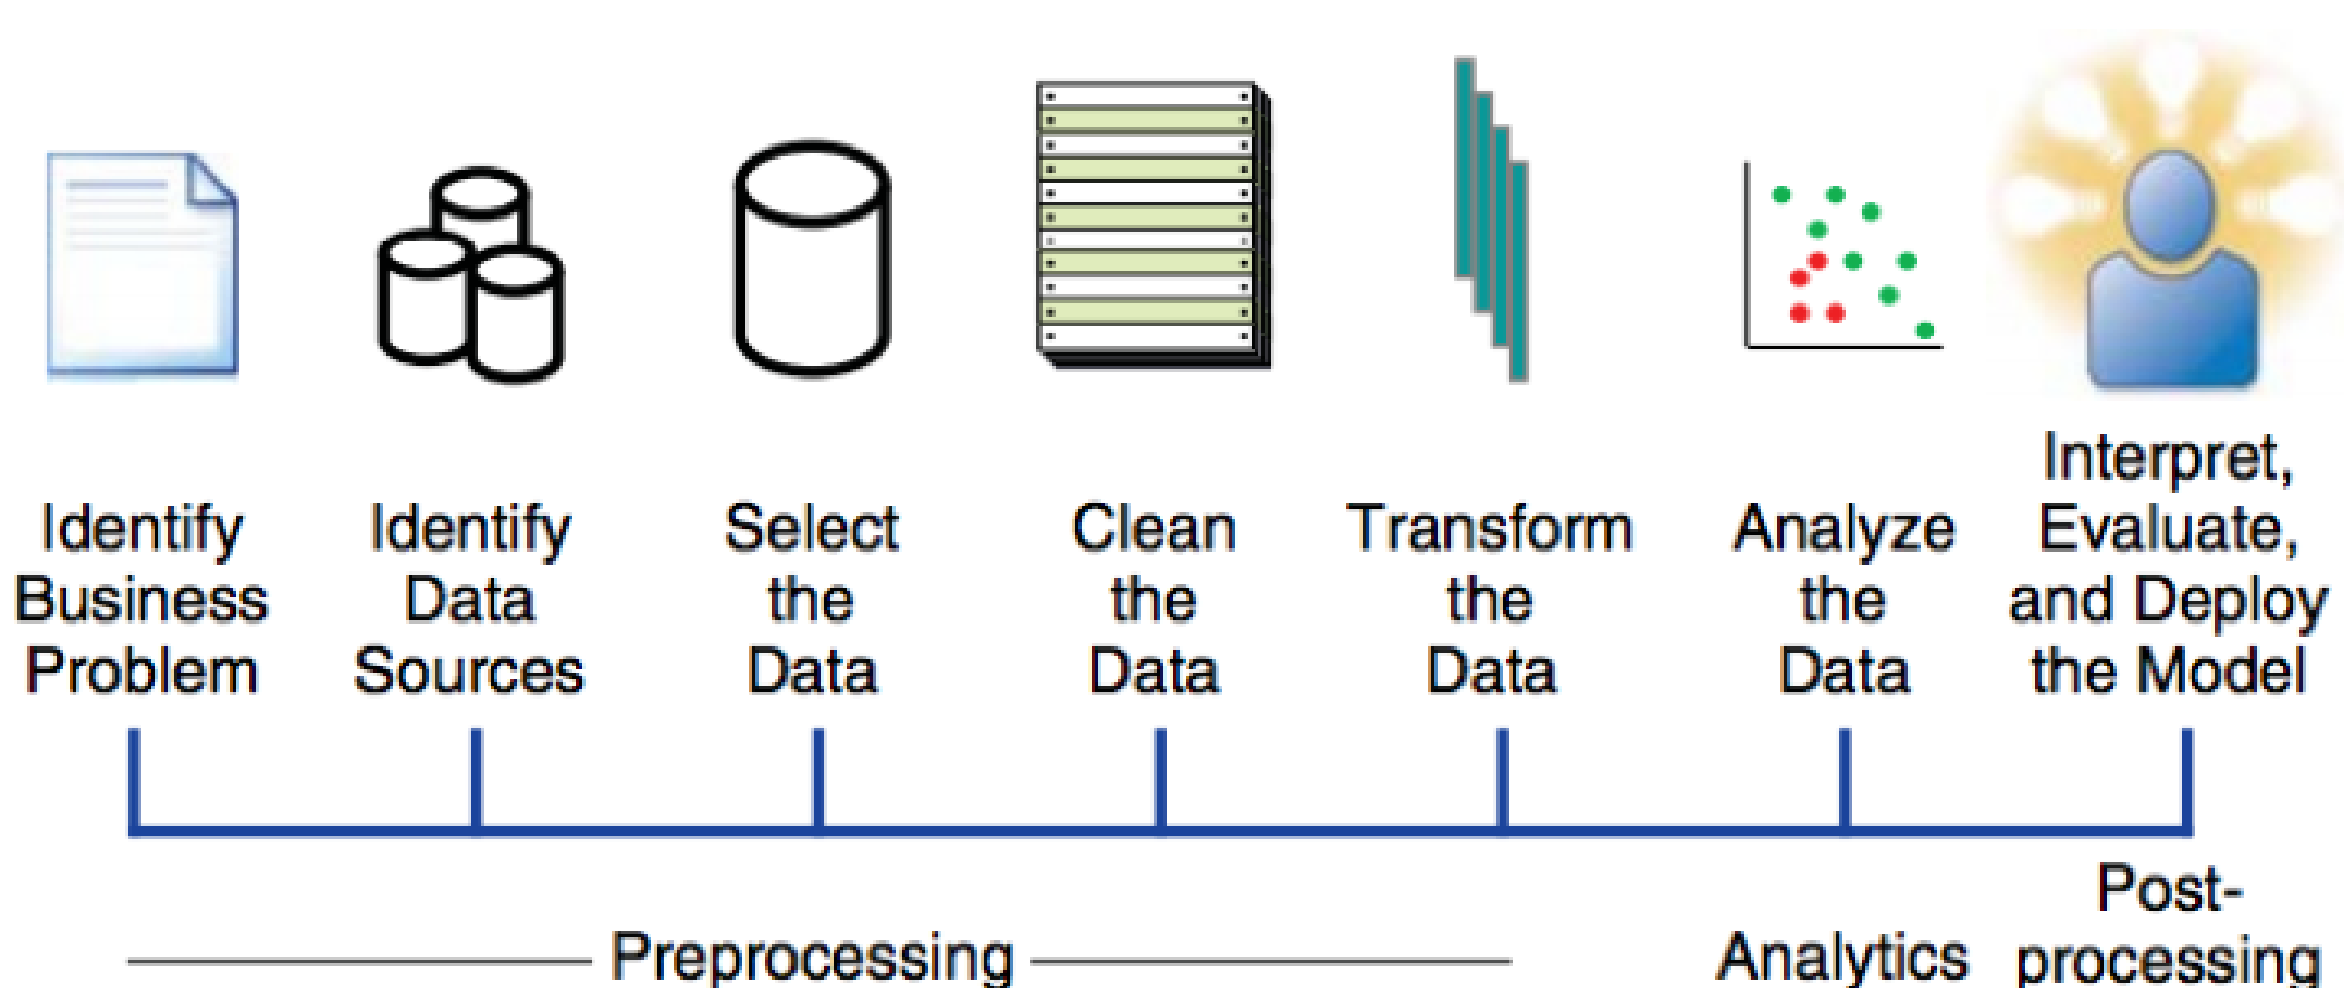 Identify
Business
Problem
Identify
Data
Sources
Select
the
Data
Clean
the
Data
Transform
the
Data
Analyze
the
Data
Interpret,
Evaluate,
and Deploy
the Model
Preprocessing
Analytics
Post-
processing